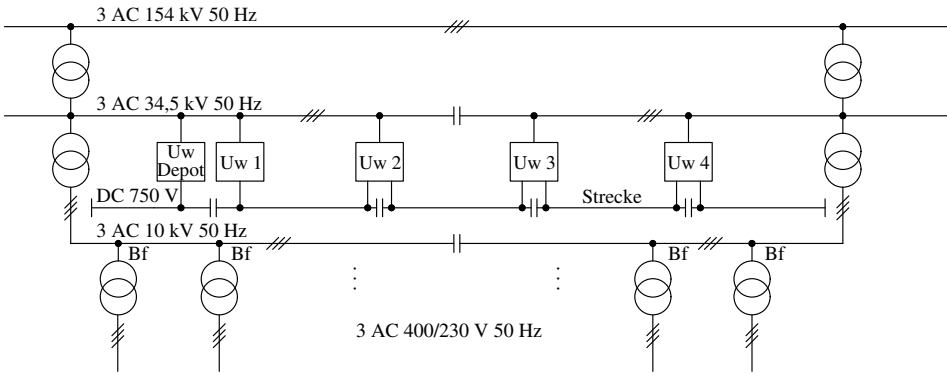 3 AC 154 kV 50 Hz
3 AC 34,5 kV 50 Hz
Uw
Depot
Uw 1
Uw 2
Uw 3
Uw 4
DC 750 V
Strecke
3 AC 10 kV 50 Hz
Bf
Bf
Bf
Bf
3 AC 400/230 V 50 Hz